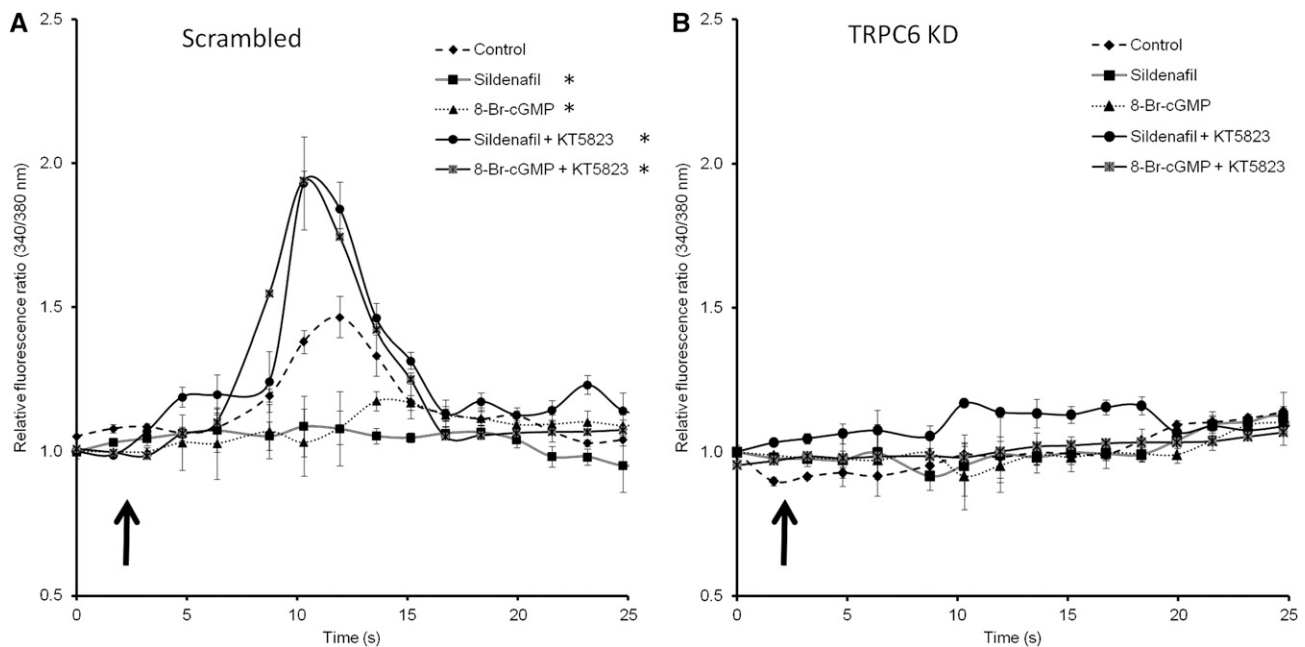 A
Scrambled
Control
Sildenafil *
8-Br-cGMP *
Sildenafil + KT5823 *
8-Br-cGMP + KT5823 *
Relative fluorescence ratio (340/380 nm)
2.5
2.0
1.5
1.0
0.5
0 5 10 15 20 25
Time (s)
B
TRPC6 KD
Control
Sildenafil
8-Br-cGMP
Sildenafil + KT5823
8-Br-cGMP + KT5823
Relative fluorescence ratio (340/380 nm)
2.5
2.0
1.5
1.0
0.5
0 5 10 15 20 25
Time (s)